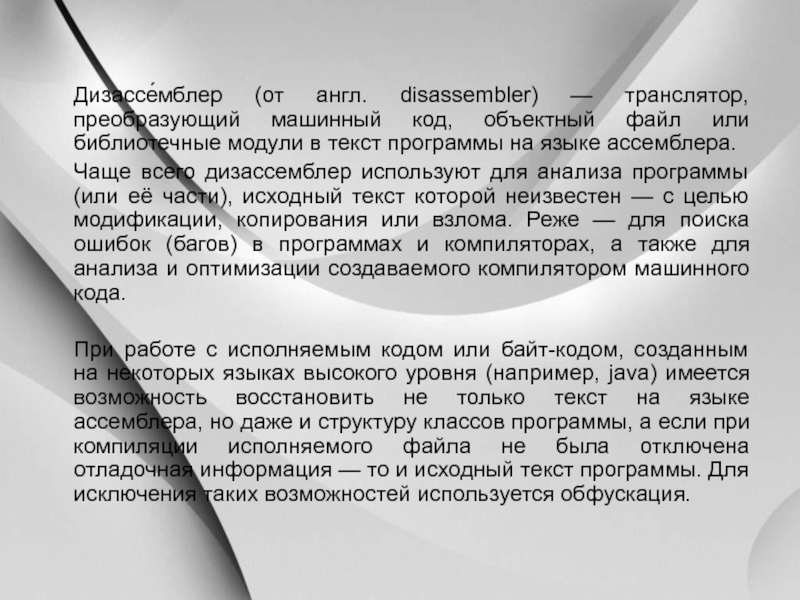 Дизассе́мблер (от англ. disassembler) — транслятор,
преобразующий машинный код, объектный файл или
библиотечные модули в текст программы на языке ассемблера.
Чаще всего дизассемблер используют для анализа программы
(или её части), исходный текст которой неизвестен — с целью
модификации, копирования или взлома. Реже — для поиска
ошибок (багов) в программах и компиляторах, а также для
анализа и оптимизации создаваемого компилятором машинного
кода.
При работе с исполняемым кодом или байт-кодом, созданным
на некоторых языках высокого уровня (например, java) имеется
возможность восстановить не только текст на языке
ассемблера, но даже и структуру классов программы, а если при
компиляции исполняемого файла не была отключена
отладочная информация — то и исходный текст программы. Для
исключения таких возможностей используется обфускация.